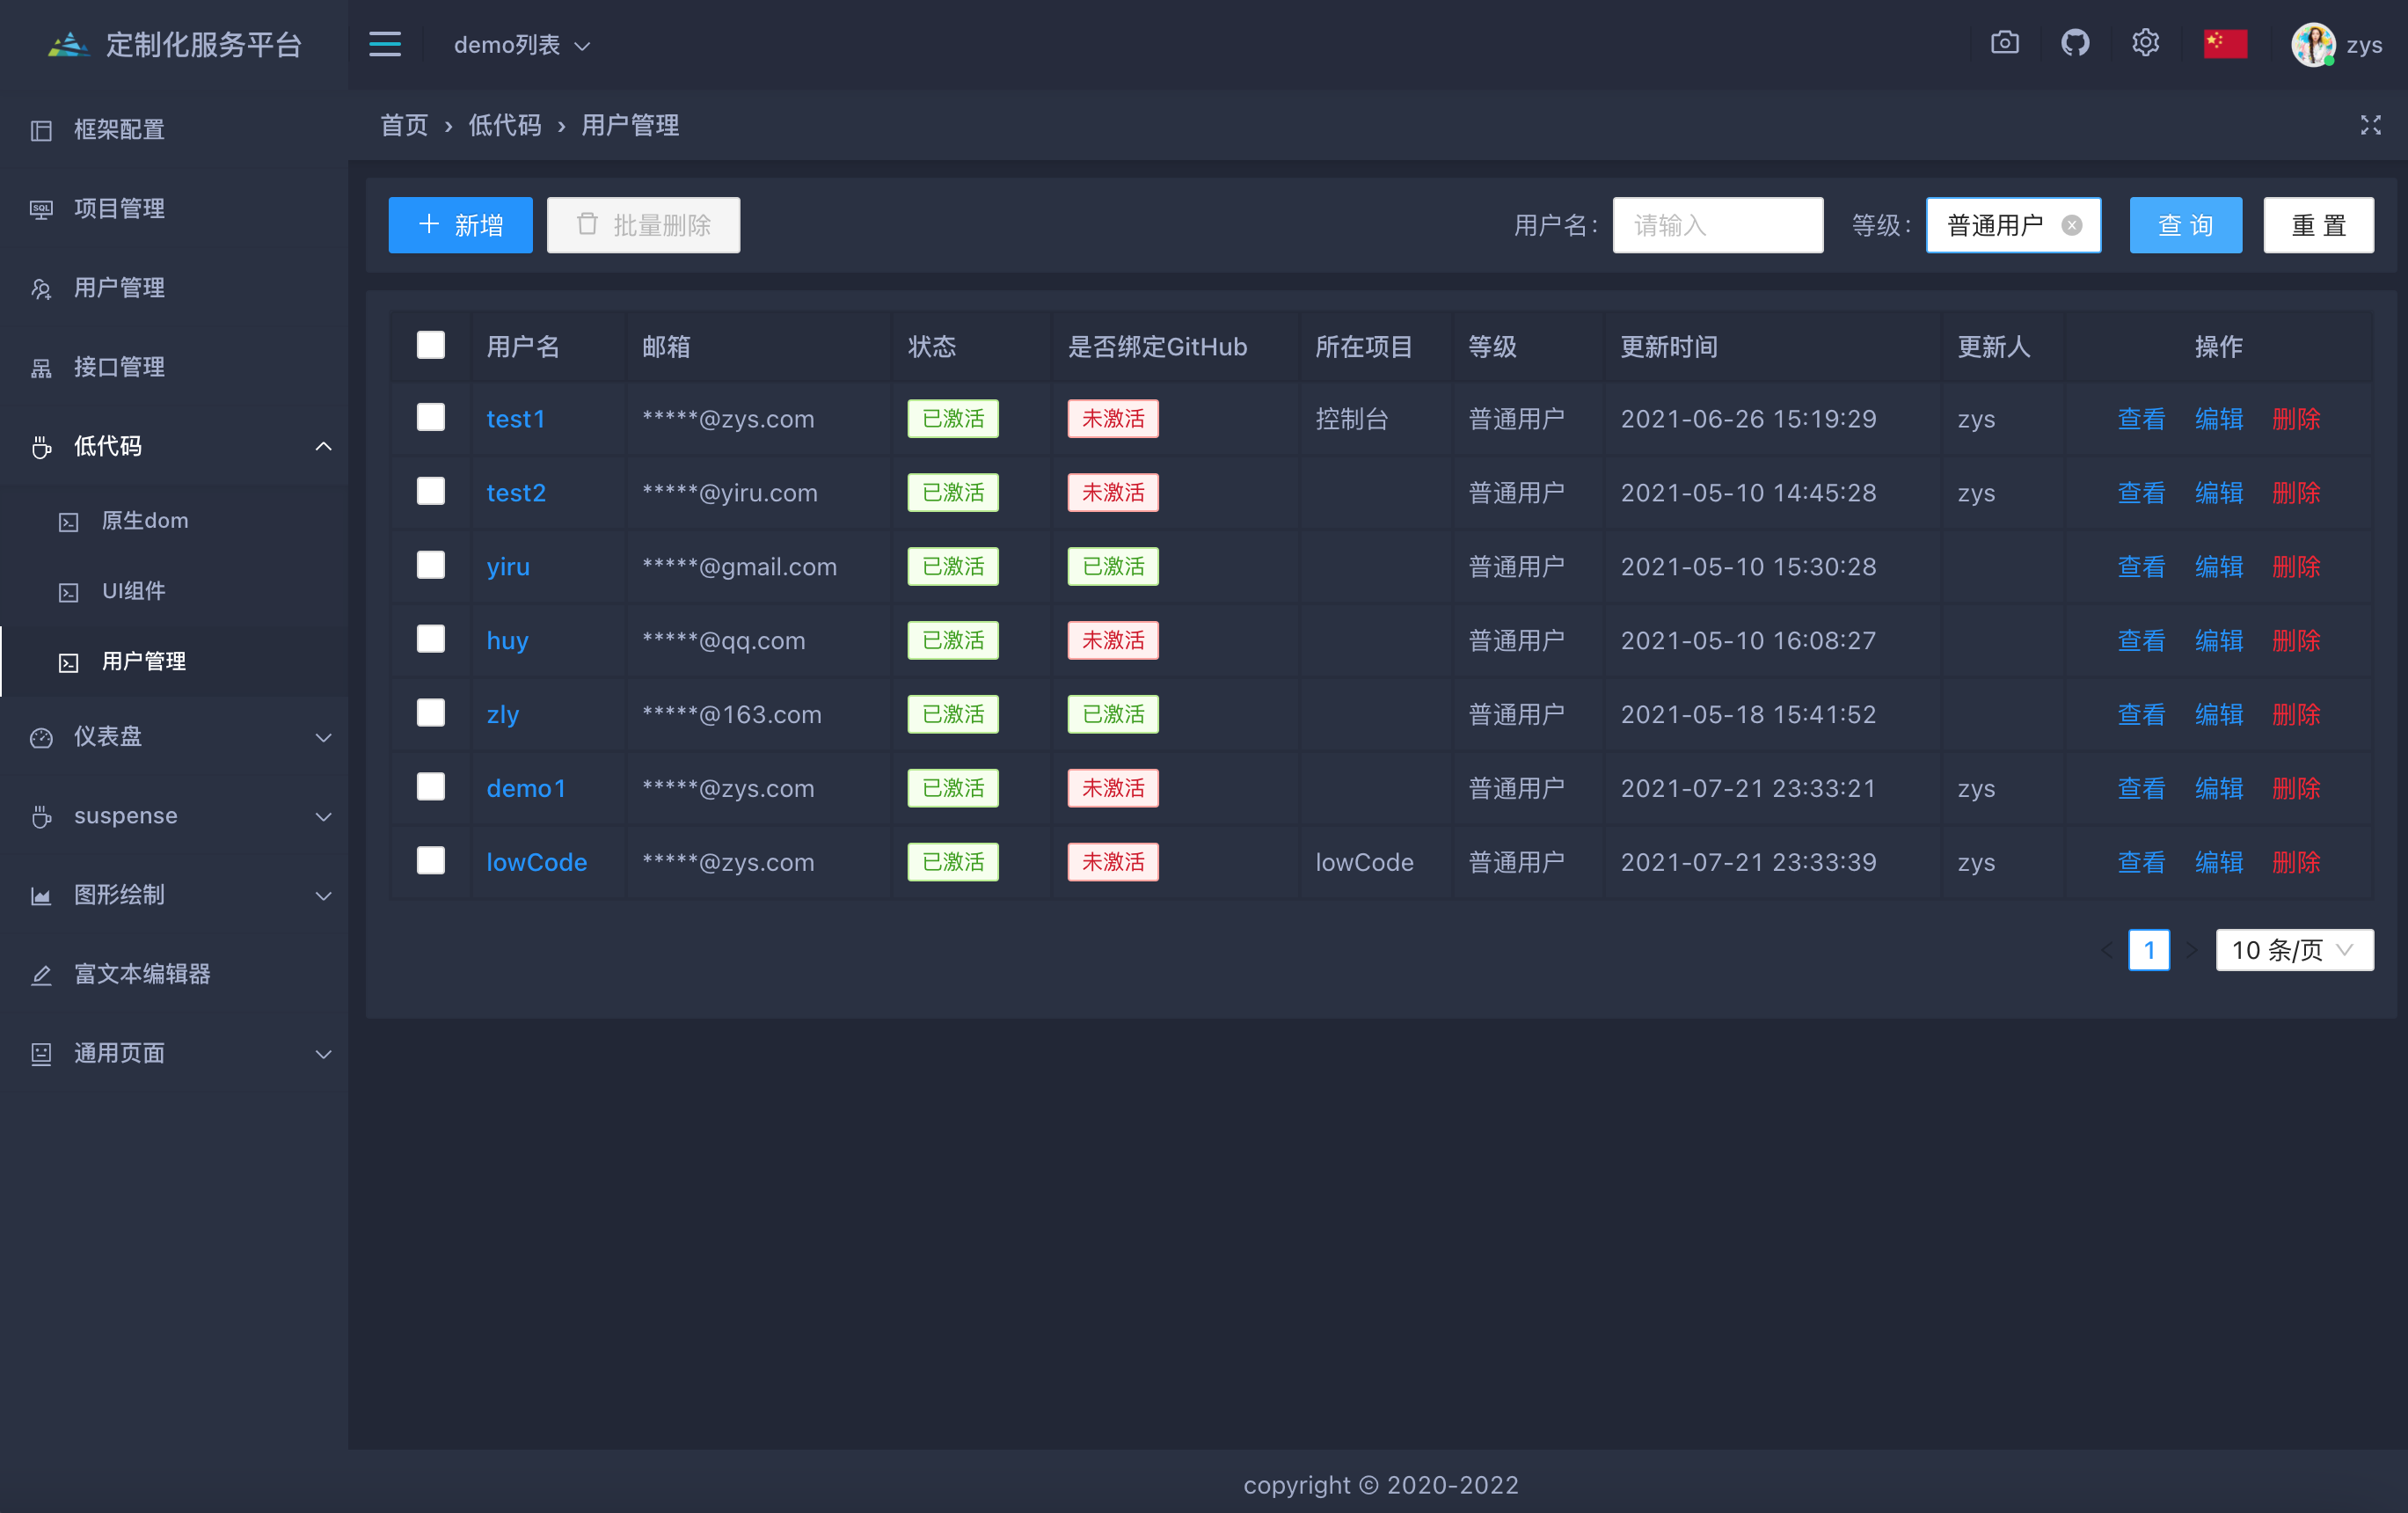 定制化服务平台
demo列表
zys
框架配置
项目管理
用户管理
接口管理
低代码
原生dom
UI组件
用户管理
仪表盘
suspense
图形绘制
富文本编辑器
通用页面
首页 › 低代码 › 用户管理
新增 批量删除 用户名: 请输入 等级: 普通用户 查 询 重 置
用户名 邮箱 状态 是否绑定GitHub 所在项目 等级 更新时间 更新人 操作
test1 *****@zys.com 已激活 未激活 控制台 普通用户 2021-06-26 15:19:29 zys 查看 编辑 删除
test2 *****@yiru.com 已激活 未激活 普通用户 2021-05-10 14:45:28 zys 查看 编辑 删除
yiru *****@gmail.com 已激活 已激活 普通用户 2021-05-10 15:30:28 查看 编辑 删除
huy *****@qq.com 已激活 未激活 普通用户 2021-05-10 16:08:27 查看 编辑 删除
zly *****@163.com 已激活 已激活 普通用户 2021-05-18 15:41:52 查看 编辑 删除
demo1 *****@zys.com 已激活 未激活 普通用户 2021-07-21 23:33:21 zys 查看 编辑 删除
lowCode *****@zys.com 已激活 未激活 lowCode 普通用户 2021-07-21 23:33:39 zys 查看 编辑 删除
1 10 条/页
copyright © 2020-2022